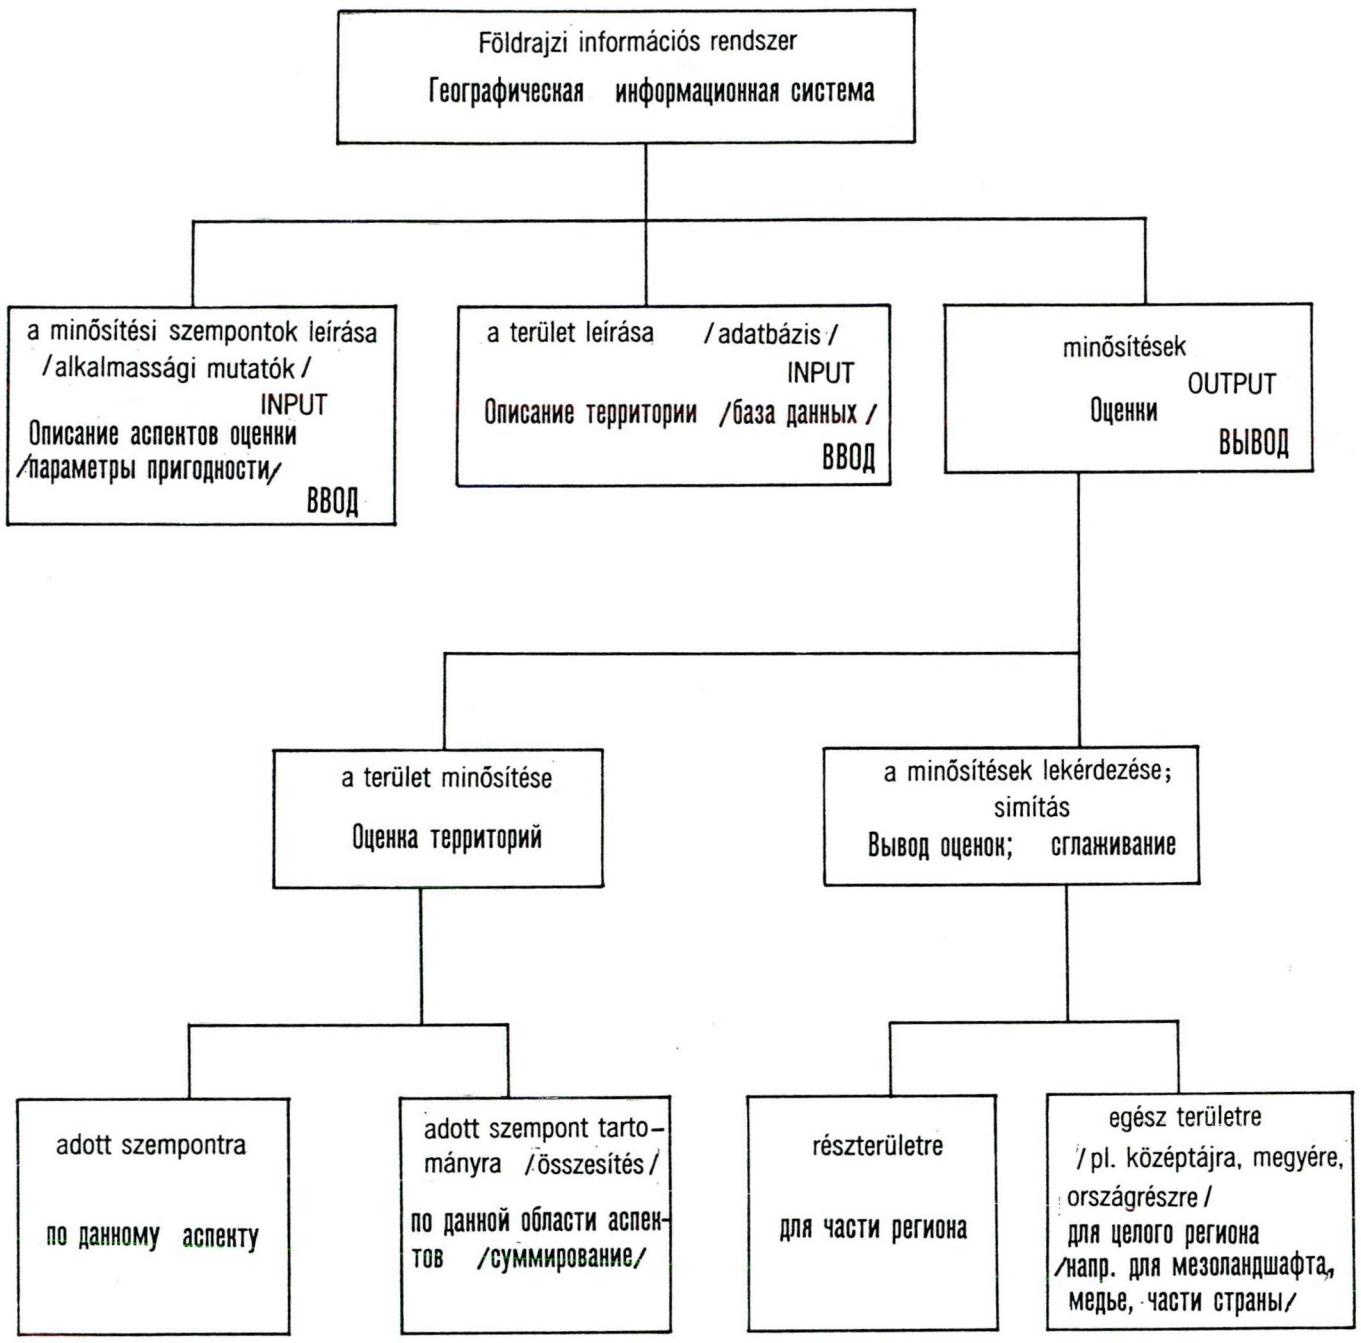 Földrajzi információs rendszer
Географическая информационная система
a minősítési szempontok leírása
/alkalmassági mutatók/
INPUT
Описание аспектов оценки
/параметры пригодности/
ВВОД
a terület leírása /adatbázis/
INPUT
Описание территории /база данных/
ВВОД
minősítések
OUTPUT
Оценки
ВЫВОД
a terület minősítése
Оценка территорий
a minősítések lekérdezése;
simítás
Вывод оценок; сглаживание
adott szempontra
по данному аспекту
adott szempont tarto-
mányra /összesítés/
по данной области аспек-
тов /суммирование/
részterületre
для части региона
egész területre
/pl. középtájra, megyére,
országrészre/
для целого региона
/напр. для мезоландшафта,
медье, части страны/